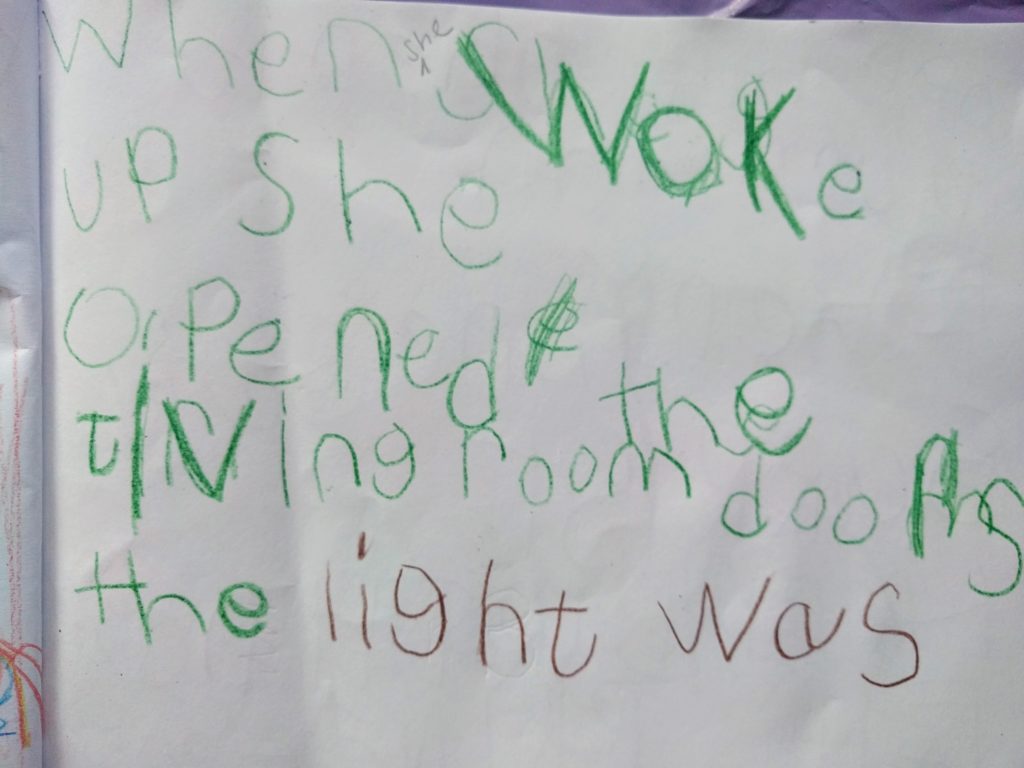 When she woke
up she
opened the
living room doors
the light was